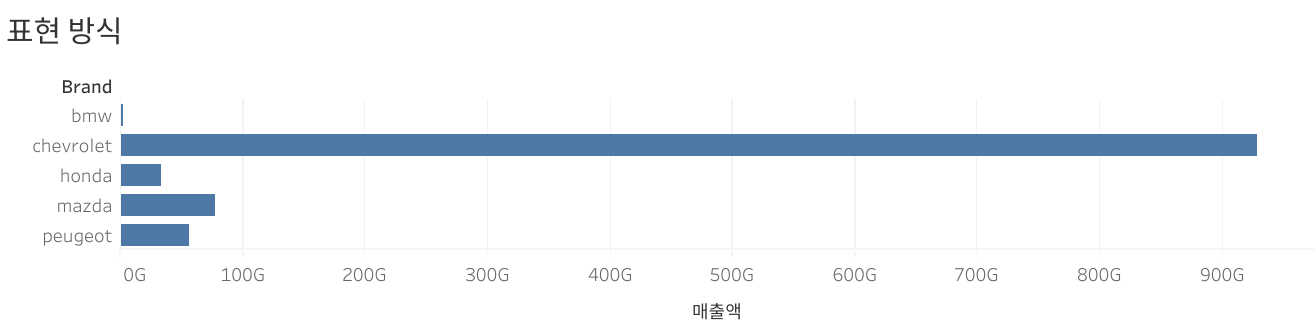 표현 방식
Brand
bmw
chevrolet
honda
mazda
peugeot
0G 100G 200G 300G 400G 500G 600G 700G 800G 900G
매출액